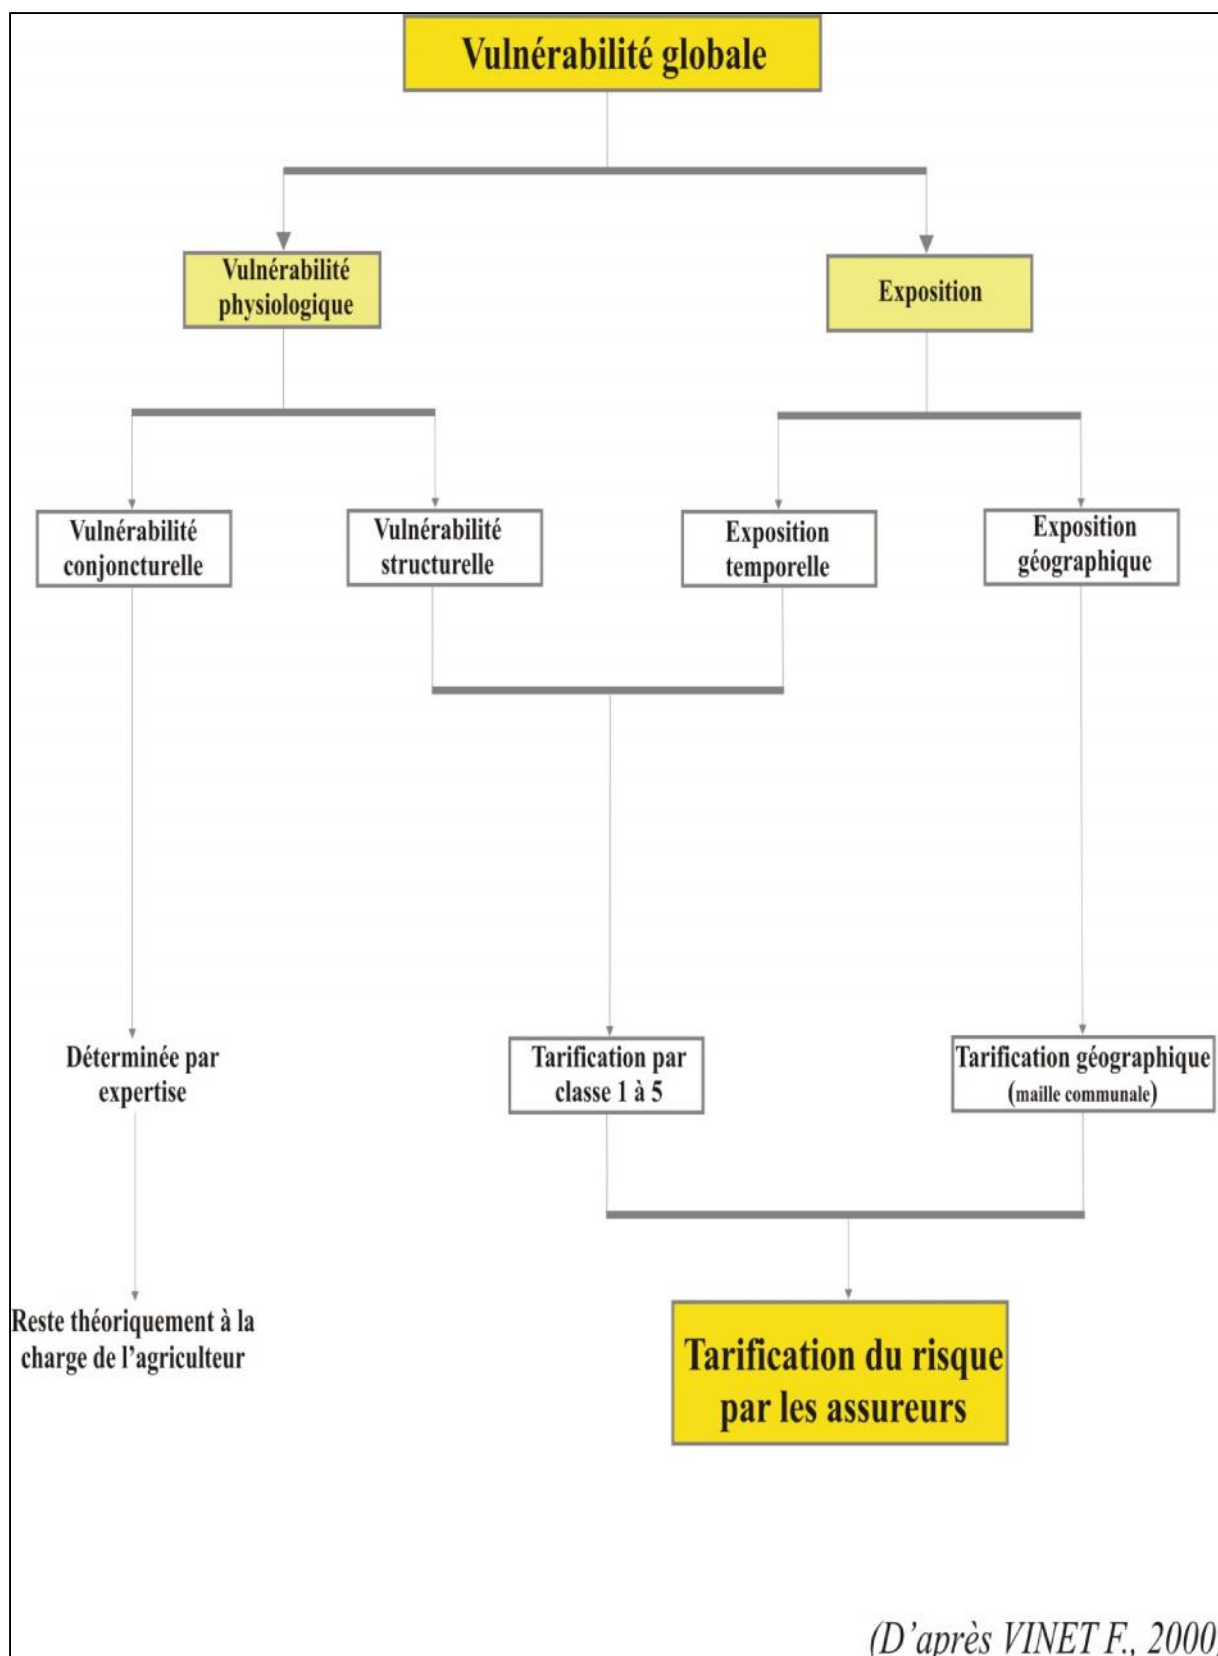 Vulnérabilité globale
Vulnérabilité
physiologique
Exposition
Vulnérabilité
conjoncturelle
Vulnérabilité
structurelle
Exposition
temporelle
Exposition
géographique
Déterminée par
expertise
Tarification par
classe 1 à 5
Tarification géographique
(maille communale)
Reste théoriquement à la
charge de l’agriculteur
Tarification du risque
par les assureurs
(D’après VINET F., 2000)